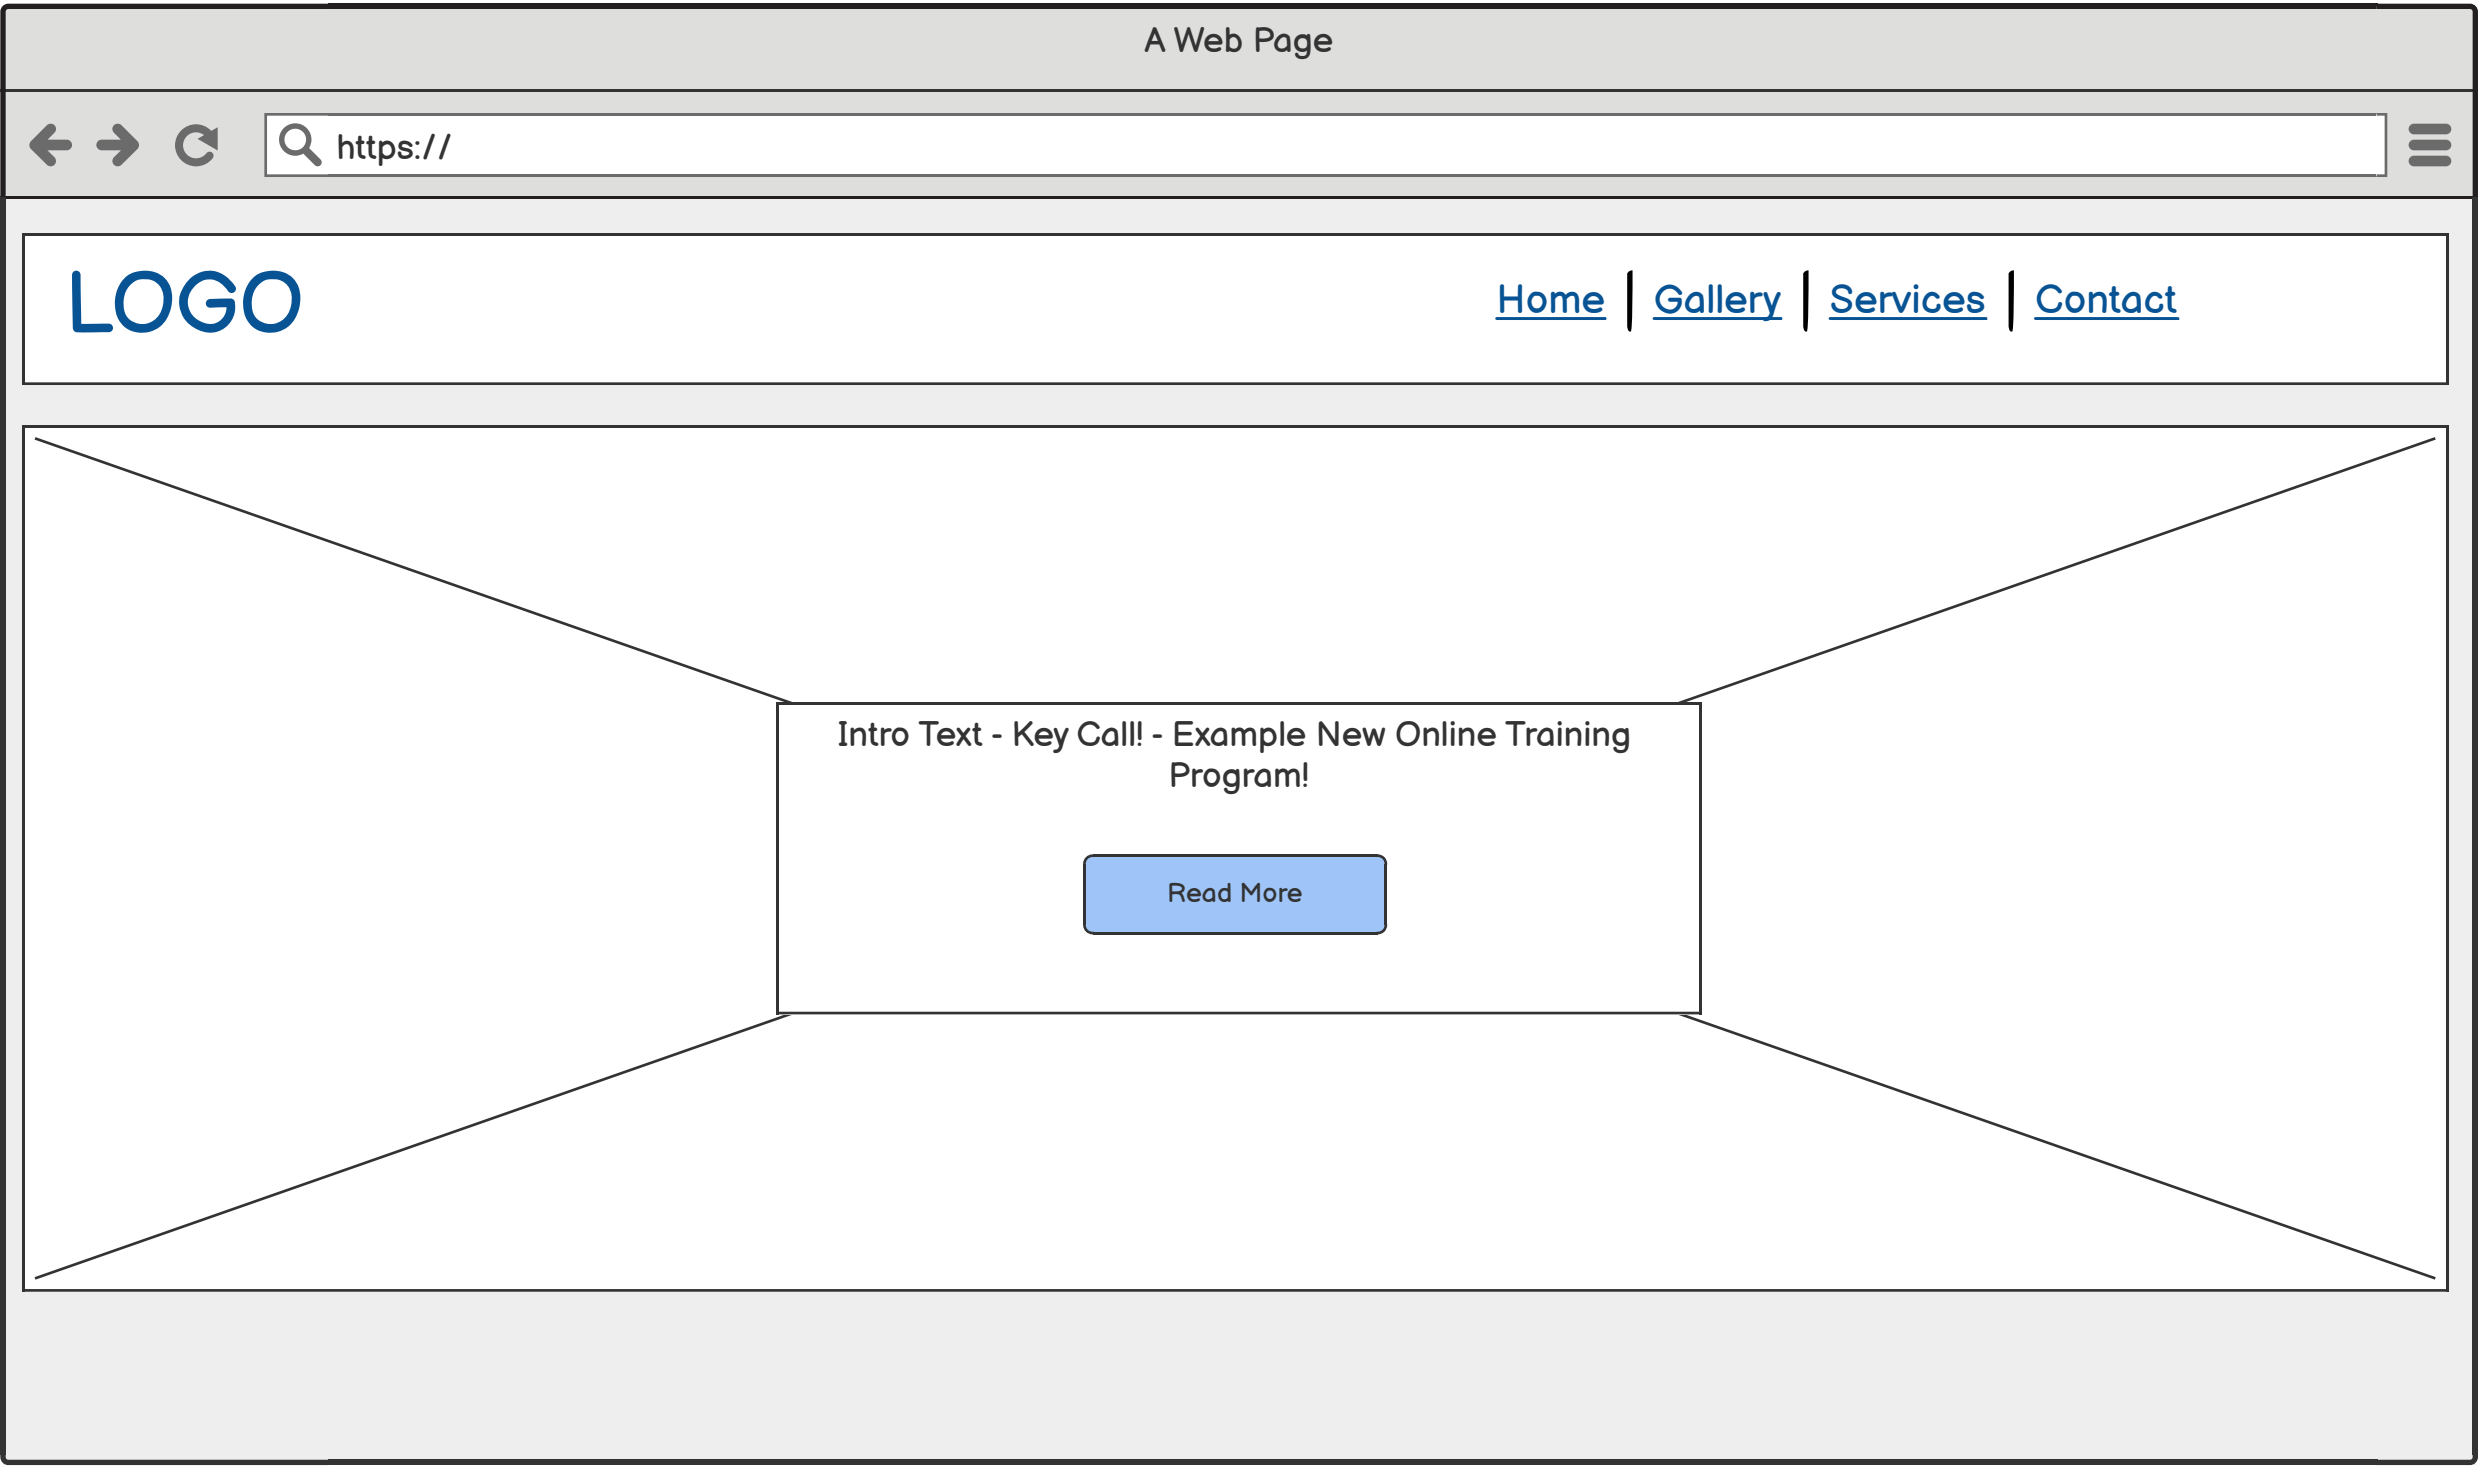 A Web Page
https://
LOGO
Home | Gallery | Services | Contact
Intro Text - Key Call! - Example New Online Training
Program!
Read More